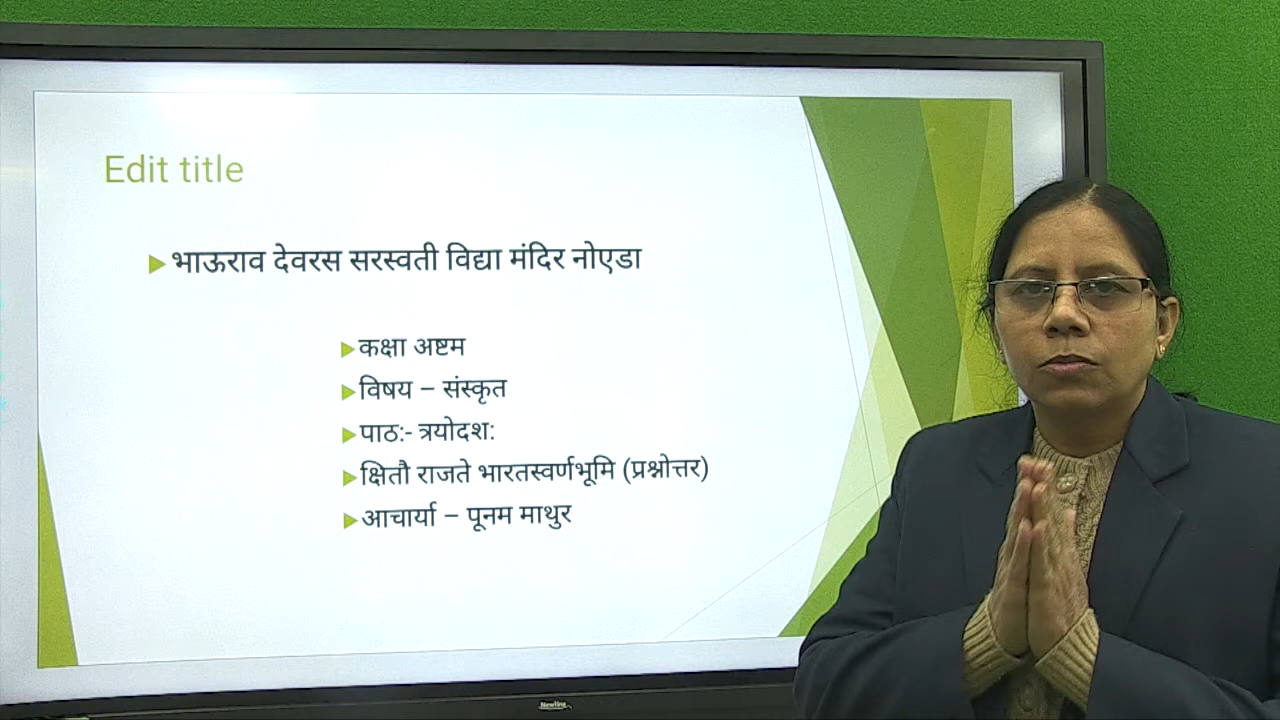 Edit title
भाऊराव देवरस सरस्वती विद्या मंदिर नोएडा
कक्षा अष्टम
विषय – संस्कृत
पाठः- त्रयोदशः
क्षितौ राजते भारतस्वर्णभूमि (प्रश्नोत्तर)
आचार्या – पूनम माथुर
Newline